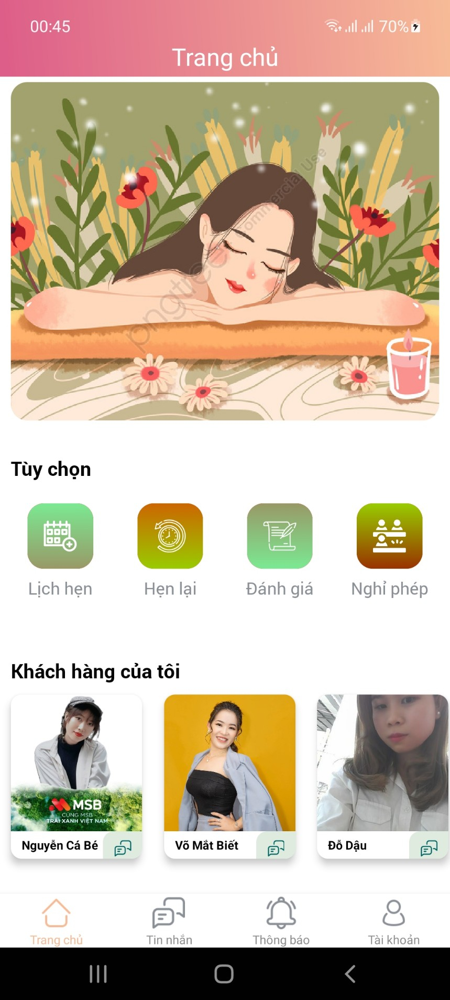 00:45
70%
Trang chủ
pngtree
Commercial Use
Tùy chọn
Lịch hẹn
Hẹn lại
Đánh giá
Nghỉ phép
Khách hàng của tôi
MSB
CÙNG MSB
TRẢI XANH VIỆT NAM
Nguyễn Cá Bé
Võ Mắt Biết
Đỗ Dậu
Trang chủ
Tin nhắn
Thông báo
Tài khoản